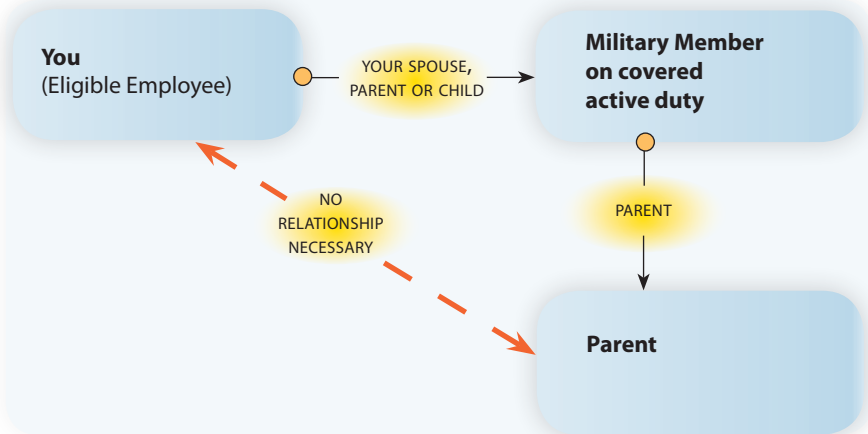 You
(Eligible Employee)
YOUR SPOUSE,
PARENT OR CHILD
Military Member
on covered
active duty
NO
RELATIONSHIP
NECESSARY
PARENT
Parent